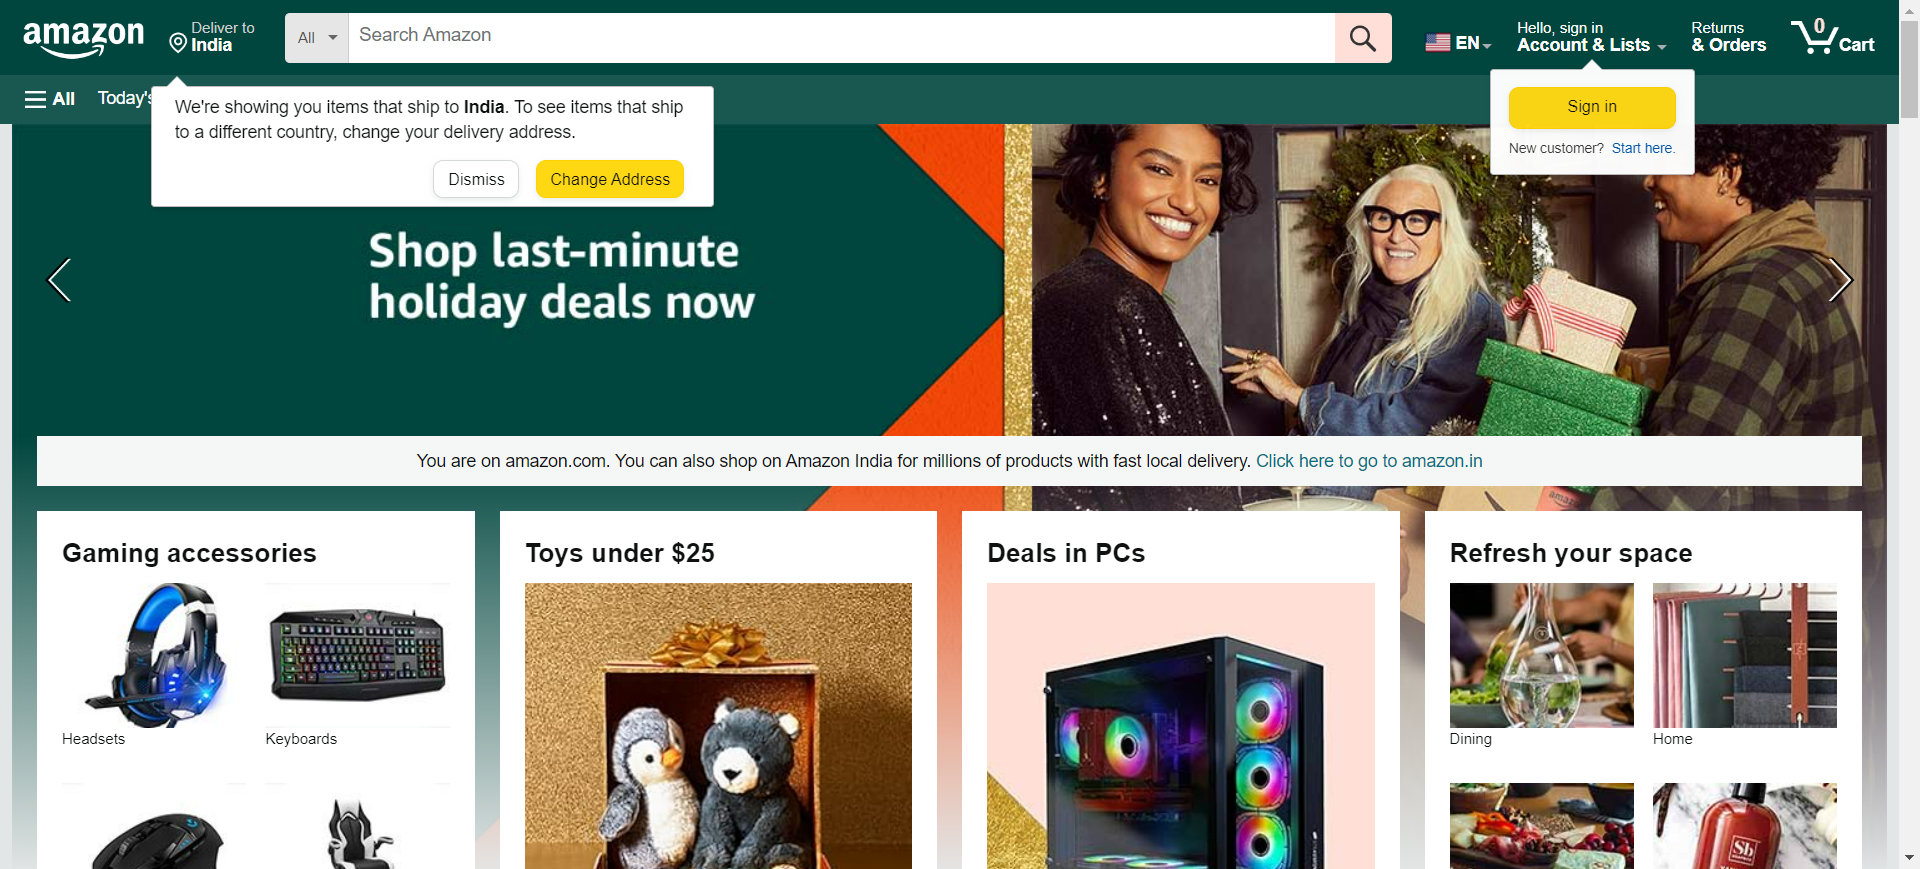 amazon
Deliver to
India
All
Search Amazon
EN
Hello, sign in
Account & Lists
Returns
& Orders
0
Cart
All
Today's
We're showing you items that ship to India. To see items that ship
to a different country, change your delivery address.
Dismiss
Change Address
Sign in
New customer? Start here.
Shop last-minute
holiday deals now
You are on amazon.com. You can also shop on Amazon India for millions of products with fast local delivery. Click here to go to amazon.in
amazon
Gaming accessories
Headsets
Keyboards
Toys under $25
Deals in PCs
Refresh your space
Dining
Home
Sb